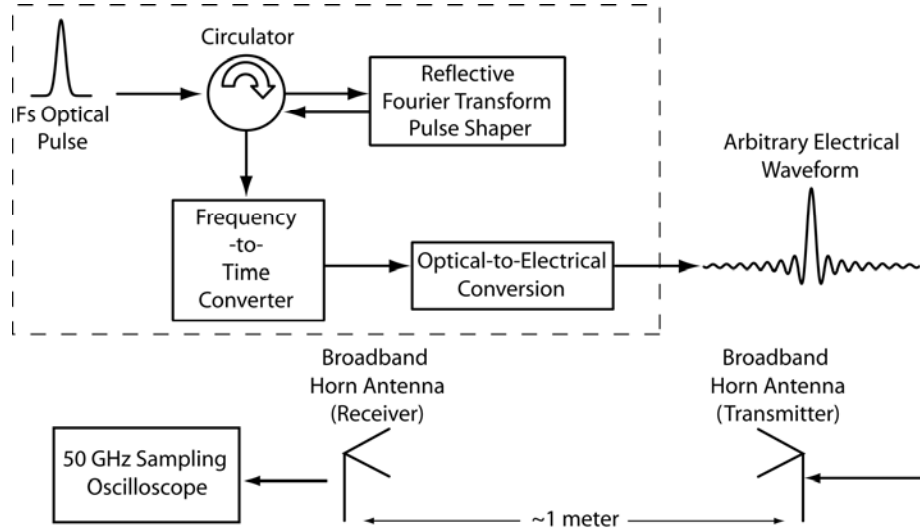 Circulator
Fs Optical
Pulse
Reflective
Fourier Transform
Pulse Shaper
Arbitrary Electrical
Waveform
Frequency
-to-
Time
Converter
Optical-to-Electrical
Conversion
Broadband
Horn Antenna
(Receiver)
Broadband
Horn Antenna
(Transmitter)
50 GHz Sampling
Oscilloscope
~1 meter